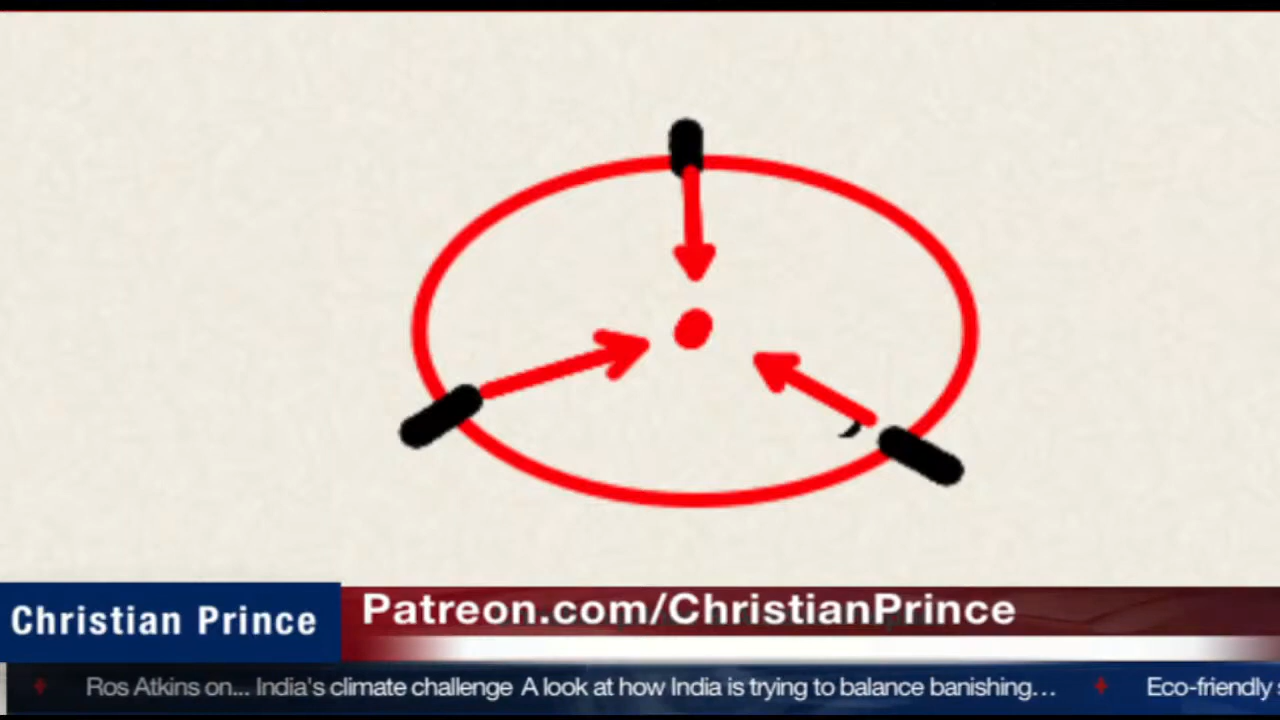 Christian Prince
Patreon.com/ChristianPrince
Ros Atkins on... India's climate challenge A look at how India is trying to balance banishing… Eco-friendly